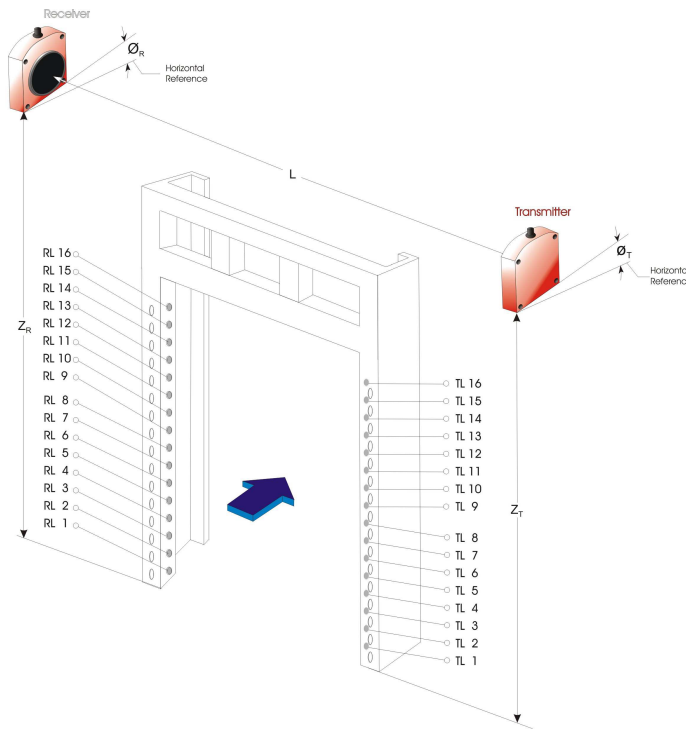 Receiver
ØR
Horizontal
Reference
L
Transmitter
ØT
Horizontal
Reference
ZR
RL 16
RL 15
RL 14
RL 13
RL 12
RL 11
RL 10
RL 9
RL 8
RL 7
RL 6
RL 5
RL 4
RL 3
RL 2
RL 1
TL 16
TL 15
TL 14
TL 13
TL 12
TL 11
TL 10
TL 9
TL 8
TL 7
TL 6
TL 5
TL 4
TL 3
TL 2
TL 1
ZT